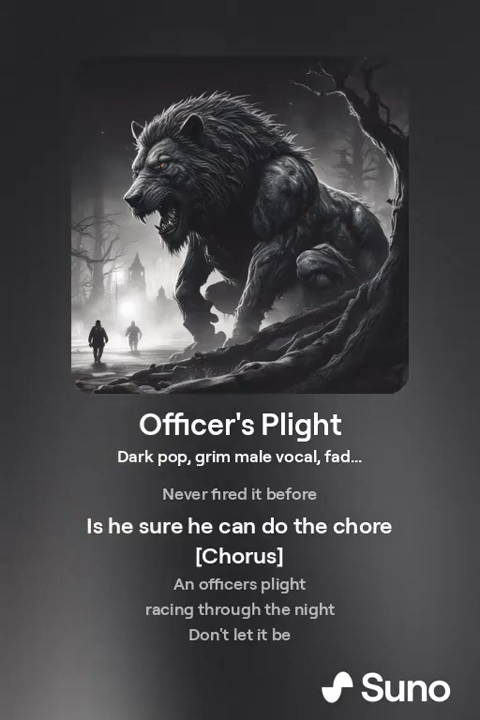 Officer's Plight
Dark pop, grim male vocal, fad...
Never fired it before
Is he sure he can do the chore
[Chorus]
An officers plight
racing through the night
Don't let it be
Suno